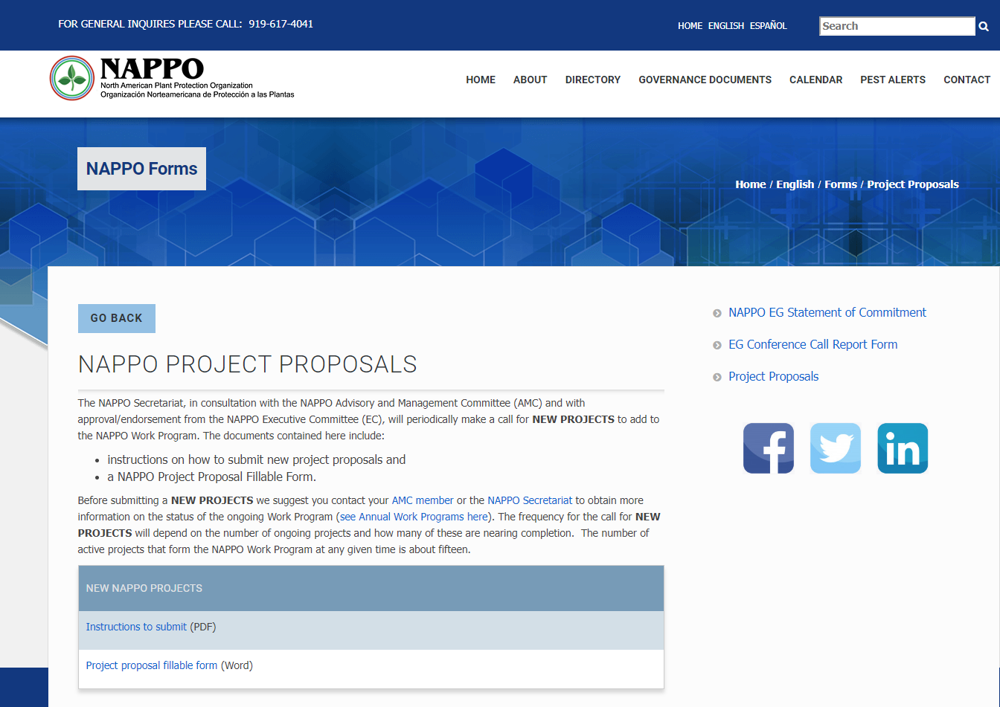 FOR GENERAL INQUIRES PLEASE CALL: 919-617-4041
HOME ENGLISH ESPAÑOL
Search
NAPPO
North American Plant Protection Organization
Organización Norteamericana de Protección a las Plantas
HOME ABOUT DIRECTORY GOVERNANCE DOCUMENTS CALENDAR PEST ALERTS CONTACT
NAPPO Forms
Home / English / Forms / Project Proposals
GO BACK
NAPPO PROJECT PROPOSALS
The NAPPO Secretariat, in consultation with the NAPPO Advisory and Management Committee (AMC) and with
approval/endorsement from the NAPPO Executive Committee (EC), will periodically make a call for NEW PROJECTS to add to
the NAPPO Work Program. The documents contained here include:
• instructions on how to submit new project proposals and
• a NAPPO Project Proposal Fillable Form.
Before submitting a NEW PROJECTS we suggest you contact your AMC member or the NAPPO Secretariat to obtain more
information on the status of the ongoing Work Program (see Annual Work Programs here). The frequency for the call for NEW
PROJECTS will depend on the number of ongoing projects and how many of these are nearing completion. The number of
active projects that form the NAPPO Work Program at any given time is about fifteen.
NEW NAPPO PROJECTS
Instructions to submit (PDF)
Project proposal fillable form (Word)
NAPPO EG Statement of Commitment
EG Conference Call Report Form
Project Proposals
f
in